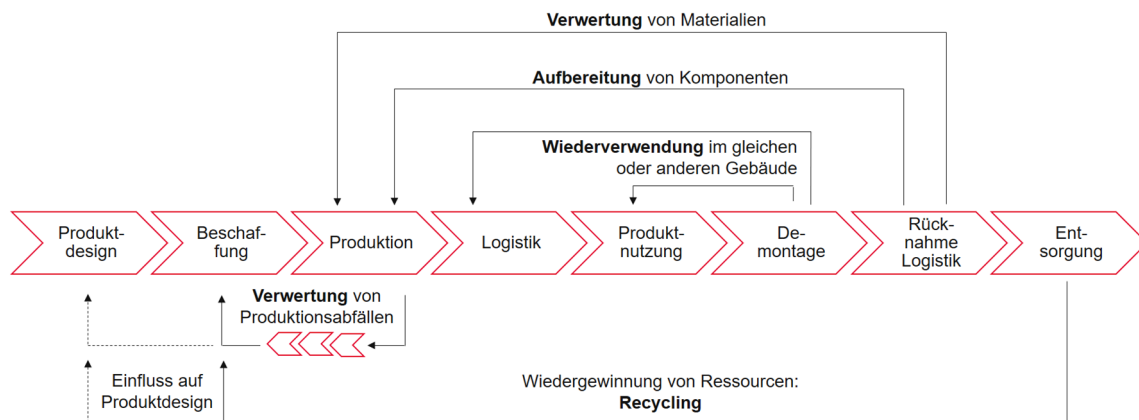 Verwertung von Materialien
Aufbereitung von Komponenten
Wiederverwendung im gleichen
oder anderen Gebäude
Produkt-
design
Beschaf-
fung
Produktion
Logistik
Produkt-
nutzung
De-
montage
Rück-
nahme
Logistik
Ent-
sorgung
Verwertung von
Produktionsabfällen
Einfluss auf
Produktdesign
Wiedergewinnung von Ressourcen:
Recycling